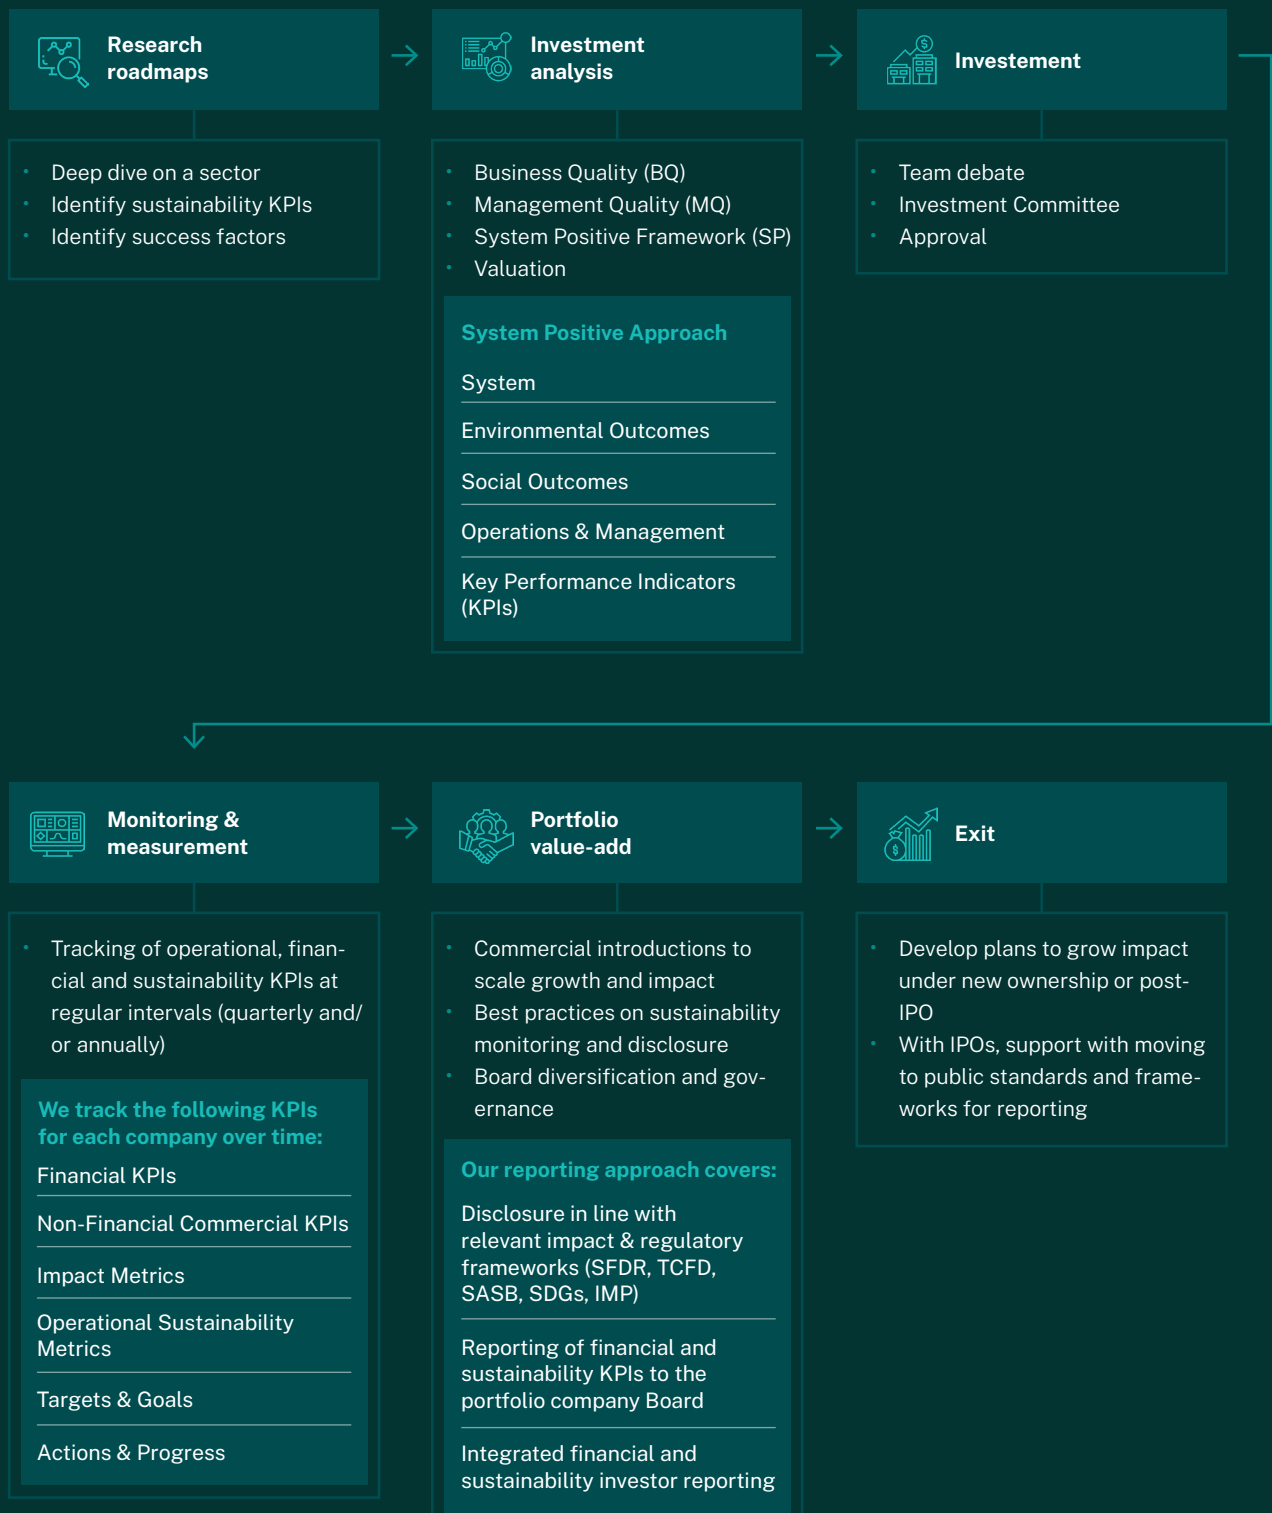 Research
roadmaps
• Deep dive on a sector
• Identify sustainability KPIs
• Identify success factors
Investment
analysis
• Business Quality (BQ)
• Management Quality (MQ)
• System Positive Framework (SP)
• Valuation
System Positive Approach
System
Environmental Outcomes
Social Outcomes
Operations & Management
Key Performance Indicators
(KPIs)
Investement
• Team debate
• Investment Committee
• Approval
Monitoring &
measurement
• Tracking of operational, finan-
cial and sustainability KPIs at
regular intervals (quarterly and/
or annually)
We track the following KPIs
for each company over time:
Financial KPIs
Non-Financial Commercial KPIs
Impact Metrics
Operational Sustainability
Metrics
Targets & Goals
Actions & Progress
Portfolio
value-add
• Commercial introductions to
scale growth and impact
• Best practices on sustainability
monitoring and disclosure
• Board diversification and gov-
ernance
Our reporting approach covers:
Disclosure in line with
relevant impact & regulatory
frameworks (SFDR, TCFD,
SASB, SDGs, IMP)
Reporting of financial and
sustainability KPIs to the
portfolio company Board
Integrated financial and
sustainability investor reporting
Exit
• Develop plans to grow impact
under new ownership or post-
IPO
• With IPOs, support with moving
to public standards and frame-
works for reporting